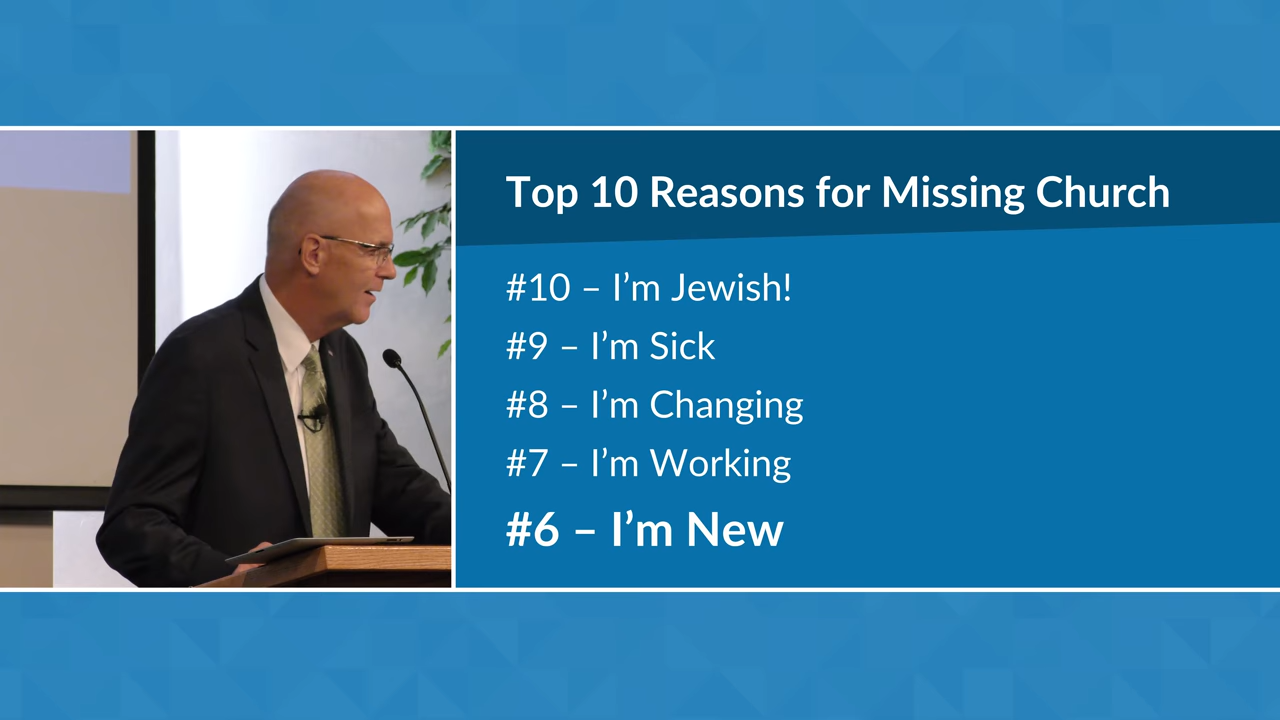 Top 10 Reasons for Missing Church
#10 – I’m Jewish!
#9 – I’m Sick
#8 – I’m Changing
#7 – I’m Working
#6 – I’m New